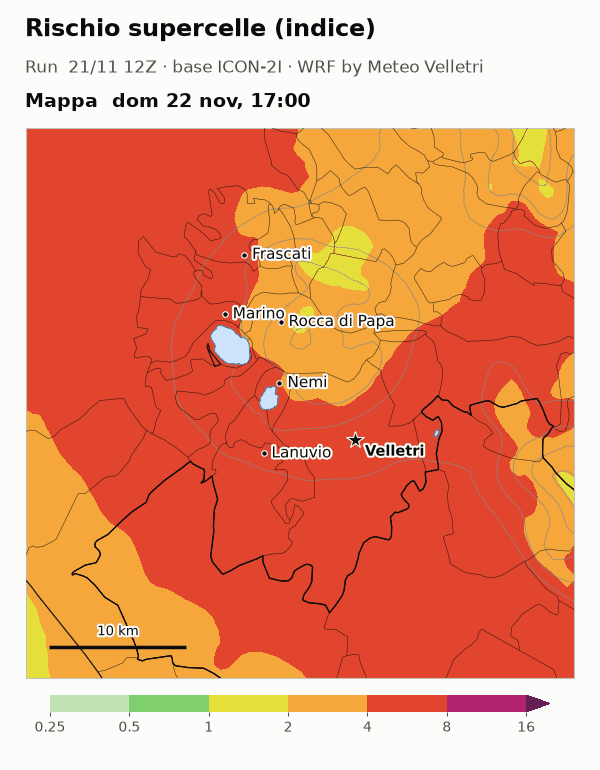 Rischio supercelle (indice)
Run  21/11 12Z · base ICON-2I · WRF by Meteo Velletri
Mappa  dom 22 nov, 17:00
Frascati
Marino
Rocca di Papa
Nemi
Velletri
Lanuvio
10 km
0.25 0.5 1 2 4 8 16